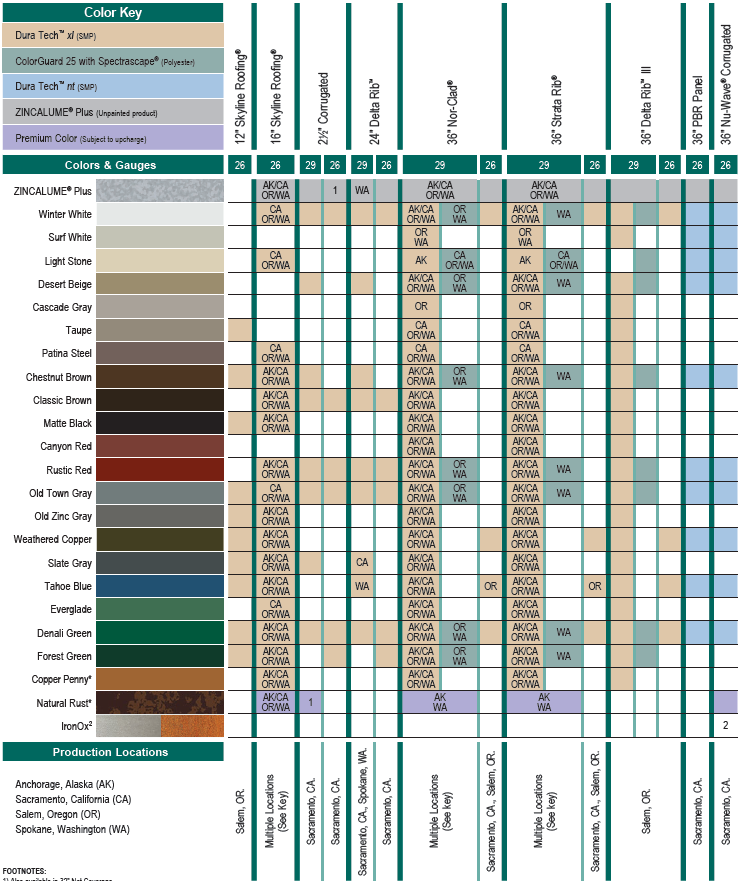 Color Key
Dura Tech™ xl (SMP)
ColorGuard 25 with Spectrascape® (Polyester)
Dura Tech™ nt (SMP)
ZINCALUME® Plus (Unpainted product)
Premium Color (Subject to upcharge)
12" Skyline Roofing®
16" Skyline Roofing®
2½" Corrugated
24" Delta Rib™
36" Nor-Clad®
36" Strata Rib®
36" Delta Rib™ III
36" PBR Panel
36" Nu-Wave® Corrugated
Colors & Gauges 26 26 29 26 29 26 29 26 29 26 29 26 26 26
ZINCALUME® Plus AK/CA OR/WA 1 WA AK/CA OR/WA AK/CA OR/WA
Winter White CA OR/WA AK/CA OR/WA OR WA AK/CA OR/WA WA
Surf White OR WA OR WA
Light Stone CA OR/WA AK CA OR/WA AK CA OR/WA
Desert Beige AK/CA OR/WA OR WA AK/CA OR/WA WA
Cascade Gray OR OR
Taupe CA OR/WA CA OR/WA
Patina Steel CA OR/WA CA OR/WA CA OR/WA
Chestnut Brown AK/CA OR/WA AK/CA OR/WA OR WA AK/CA OR/WA WA
Classic Brown AK/CA OR/WA AK/CA OR/WA AK/CA OR/WA
Matte Black AK/CA OR/WA AK/CA OR/WA AK/CA OR/WA
Canyon Red AK/CA OR/WA AK/CA OR/WA
Rustic Red AK/CA OR/WA AK/CA OR/WA OR WA AK/CA OR/WA WA
Old Town Gray CA OR/WA AK/CA OR/WA OR WA AK/CA OR/WA WA
Old Zinc Gray AK/CA OR/WA AK/CA OR/WA AK/CA OR/WA
Weathered Copper AK/CA OR/WA AK/CA OR/WA AK/CA OR/WA
Slate Gray AK/CA OR/WA CA AK/CA OR/WA AK/CA OR/WA
Tahoe Blue AK/CA OR/WA WA AK/CA OR/WA OR AK/CA OR/WA OR
Everglade CA OR/WA AK/CA OR/WA AK/CA OR/WA
Denali Green AK/CA OR/WA AK/CA OR/WA OR WA AK/CA OR/WA WA
Forest Green AK/CA OR/WA AK/CA OR/WA OR WA AK/CA OR/WA WA
Copper Penny* AK/CA OR/WA AK/CA OR/WA AK/CA OR/WA
Natural Rust* AK/CA OR/WA 1 AK WA AK WA
IronOx² 2
Production Locations
Anchorage, Alaska (AK)
Sacramento, California (CA)
Salem, Oregon (OR)
Spokane, Washington (WA)
Salem, OR.
Multiple Locations
(See Key)
Sacramento, CA.
Sacramento, CA.
Sacramento, CA., Spokane, WA.
Sacramento, CA.
Multiple Locations
(See key)
Sacramento, CA., Salem, OR.
Multiple Locations
(See Key)
Sacramento, CA., Salem, OR.
Salem, OR.
Sacramento, CA.
Sacramento, CA.
FOOTNOTES: